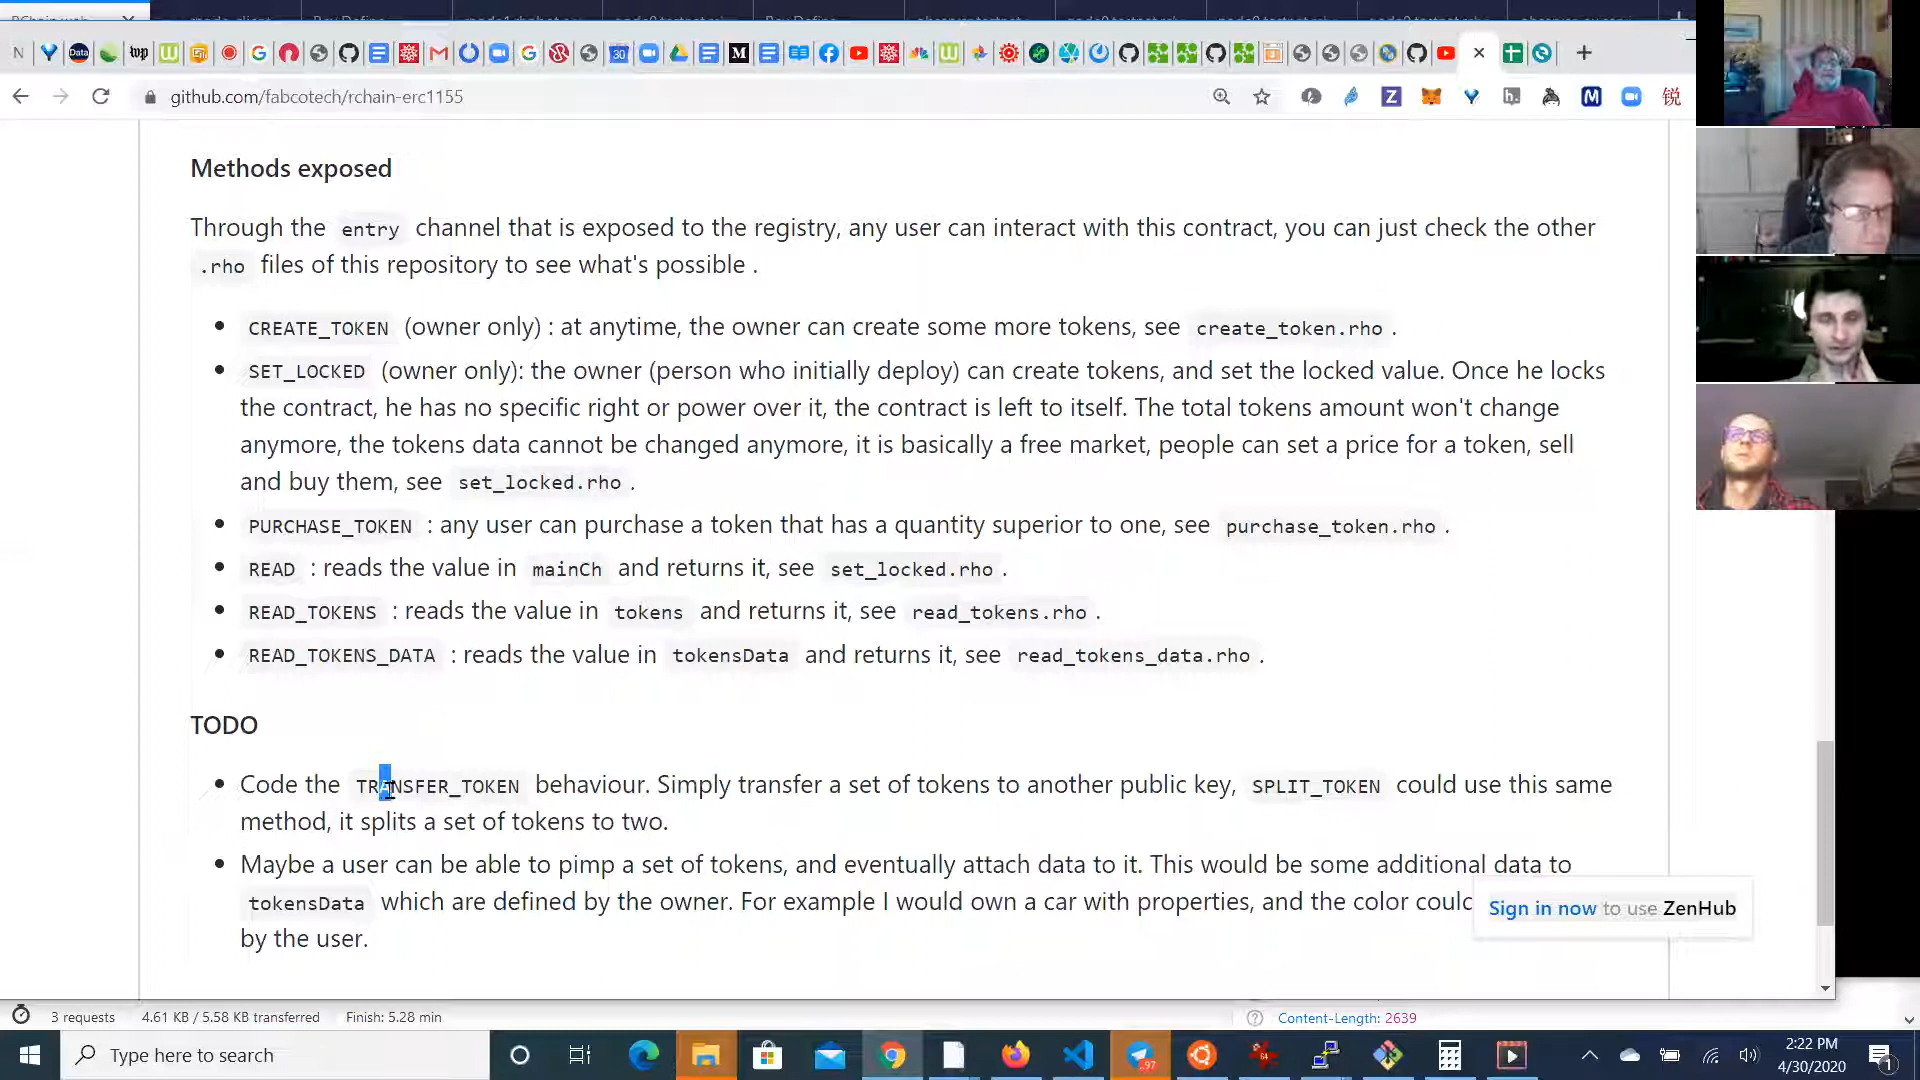 github.com/fabcotech/rchain-erc1155
Methods exposed
Through the entry channel that is exposed to the registry, any user can interact with this contract, you can just check the other
.rho files of this repository to see what's possible .
CREATE_TOKEN (owner only) : at anytime, the owner can create some more tokens, see create_token.rho .
SET_LOCKED (owner only): the owner (person who initially deploy) can create tokens, and set the locked value. Once he locks
the contract, he has no specific right or power over it, the contract is left to itself. The total tokens amount won't change
anymore, the tokens data cannot be changed anymore, it is basically a free market, people can set a price for a token, sell
and buy them, see set_locked.rho .
PURCHASE_TOKEN : any user can purchase a token that has a quantity superior to one, see purchase_token.rho .
READ : reads the value in mainCh and returns it, see set_locked.rho .
READ_TOKENS : reads the value in tokens and returns it, see read_tokens.rho .
READ_TOKENS_DATA : reads the value in tokensData and returns it, see read_tokens_data.rho .
TODO
Code the TRANSFER_TOKEN behaviour. Simply transfer a set of tokens to another public key, SPLIT_TOKEN could use this same
method, it splits a set of tokens to two.
Maybe a user can be able to pimp a set of tokens, and eventually attach data to it. This would be some additional data to
tokensData which are defined by the owner. For example I would own a car with properties, and the color coulc
by the user.
Sign in now to use ZenHub
3 requests 4.61 KB / 5.58 KB transferred Finish: 5.28 min
Content-Length: 2639
Type here to search
2:22 PM
4/30/2020